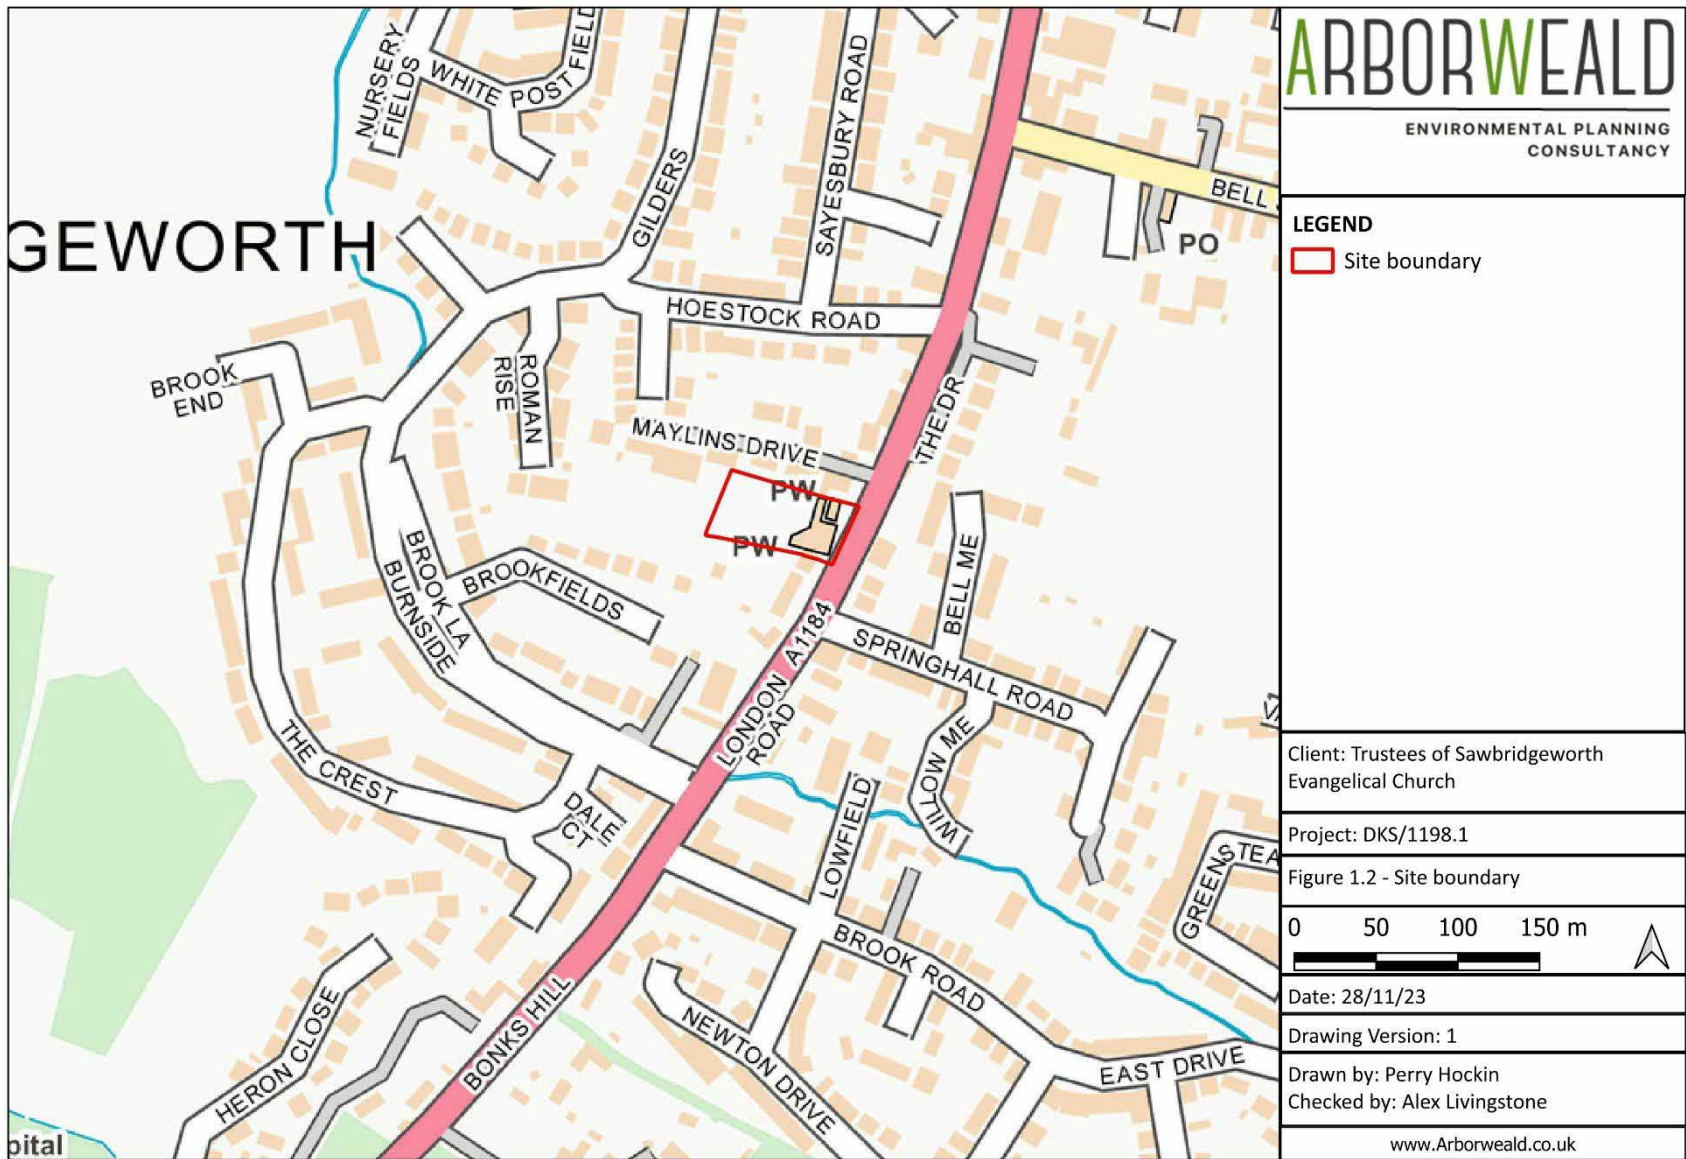 NURSERY
FIELDS
WHITE POST FIELD
GILDERS
SAYESBURY ROAD
BELL
PO
GEWORTH
HOESTOCK ROAD
BROOK
END
ROMAN
RISE
MAYLINS DRIVE
THE DR
PW
PW
BROOK LA
BURNSIDE
BROOKFIELDS
BELL ME
A1184
SPRINGHALL ROAD
LONDON
ROAD
WILLOW ME
THE CREST
DALE
CT
LOWFIELD
GREENSTEA
BROOK ROAD
HERON CLOSE
BONKS HILL
NEWTON DRIVE
EAST DRIVE
pital
ARBORWEALD
ENVIRONMENTAL PLANNING
CONSULTANCY
LEGEND
Site boundary
Client: Trustees of Sawbridgeworth
Evangelical Church
Project: DKS/1198.1
Figure 1.2 - Site boundary
0 50 100 150 m
Date: 28/11/23
Drawing Version: 1
Drawn by: Perry Hockin
Checked by: Alex Livingstone
www.Arborweald.co.uk